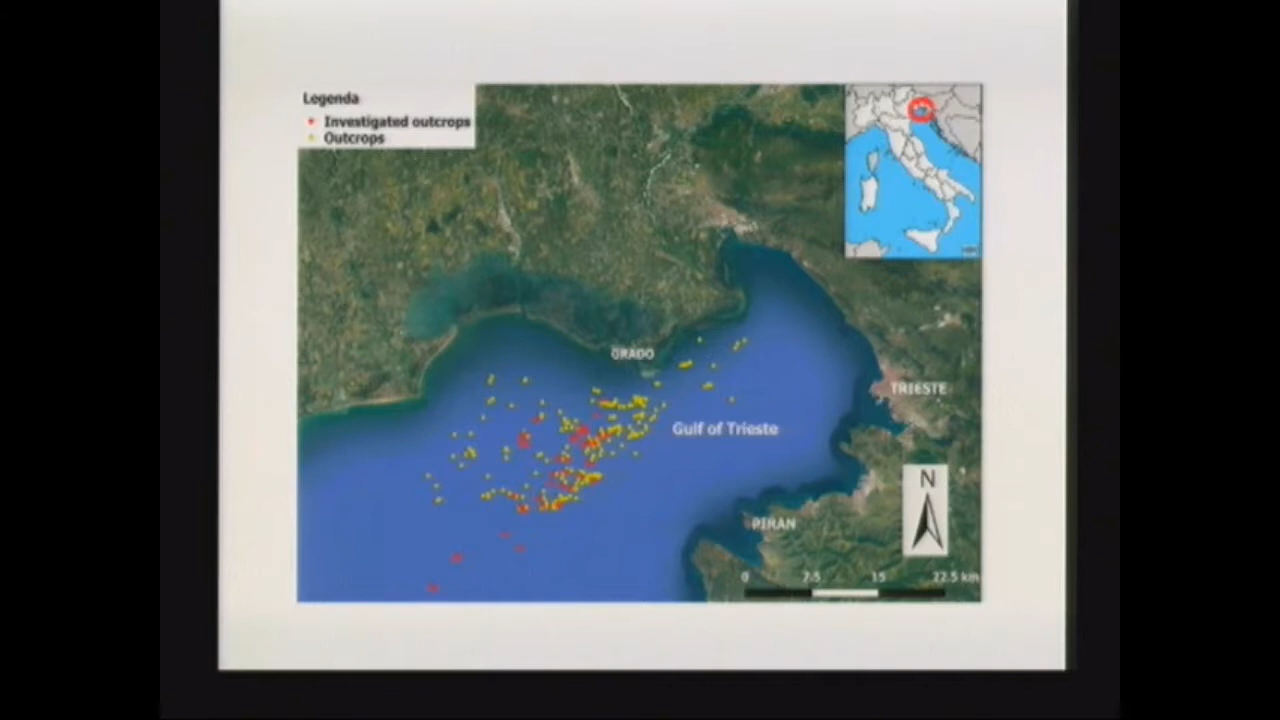 Legenda
Investigated outcrops
Outcrops
GRADO
TRIESTE
Gulf of Trieste
N
PIRAN
0 7.5 15 22.5 km